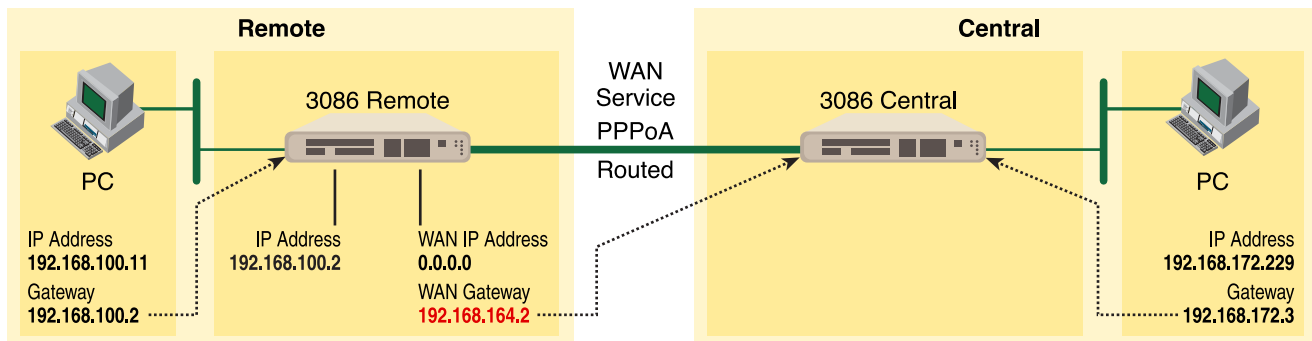 Remote
3086 Remote
PC
IP Address
192.168.100.11
Gateway
192.168.100.2
IP Address
192.168.100.2
WAN IP Address
0.0.0.0
WAN Gateway
192.168.164.2
WAN
Service
PPPoA
Routed
Central
3086 Central
PC
IP Address
192.168.172.229
Gateway
192.168.172.3